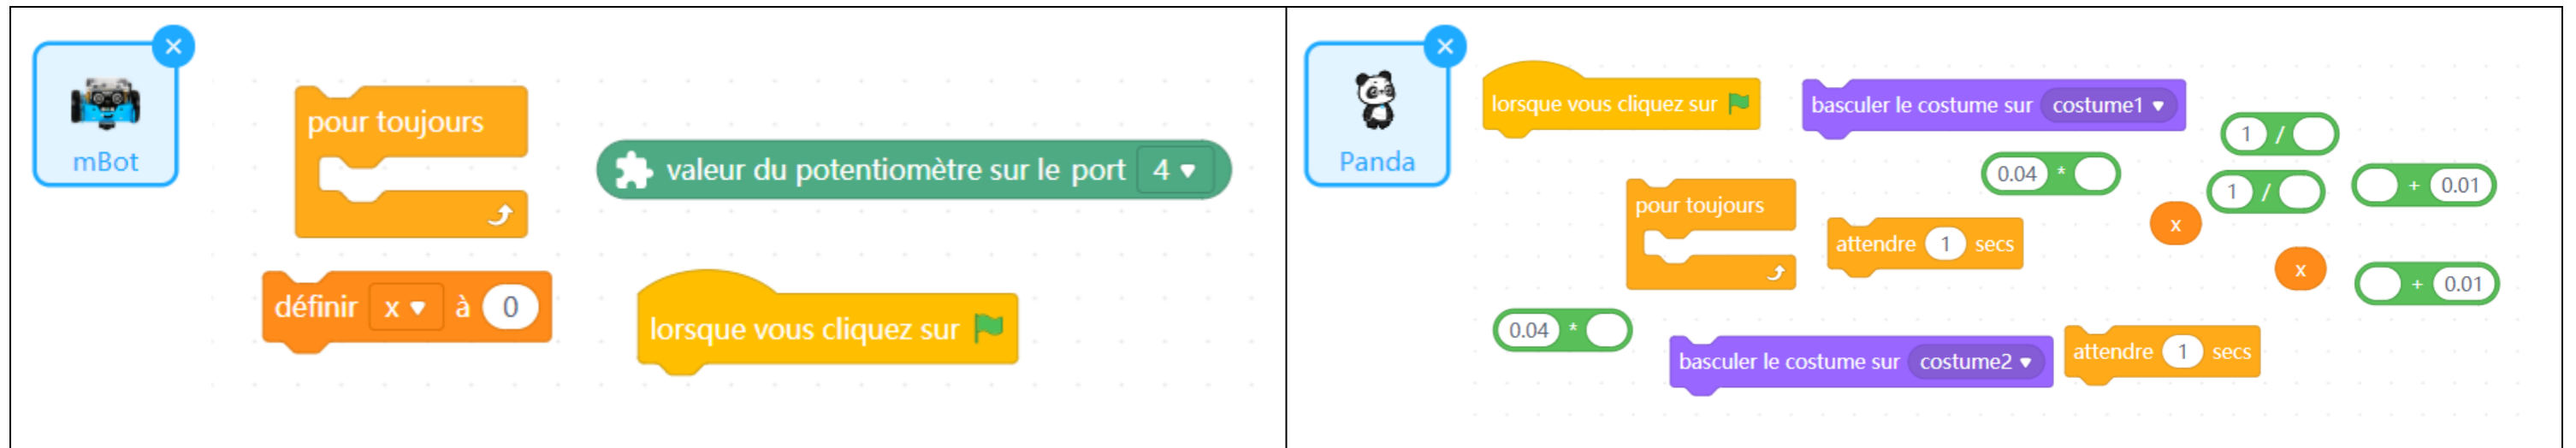 mBot
pour toujours
valeur du potentiomètre sur le port 4
définir x à 0
lorsque vous cliquez sur
Panda
lorsque vous cliquez sur
basculer le costume sur costume1
1 /
0.04 *
1 /
+ 0.01
pour toujours
x
attendre 1 secs
x
+ 0.01
0.04 *
basculer le costume sur costume2
attendre 1 secs